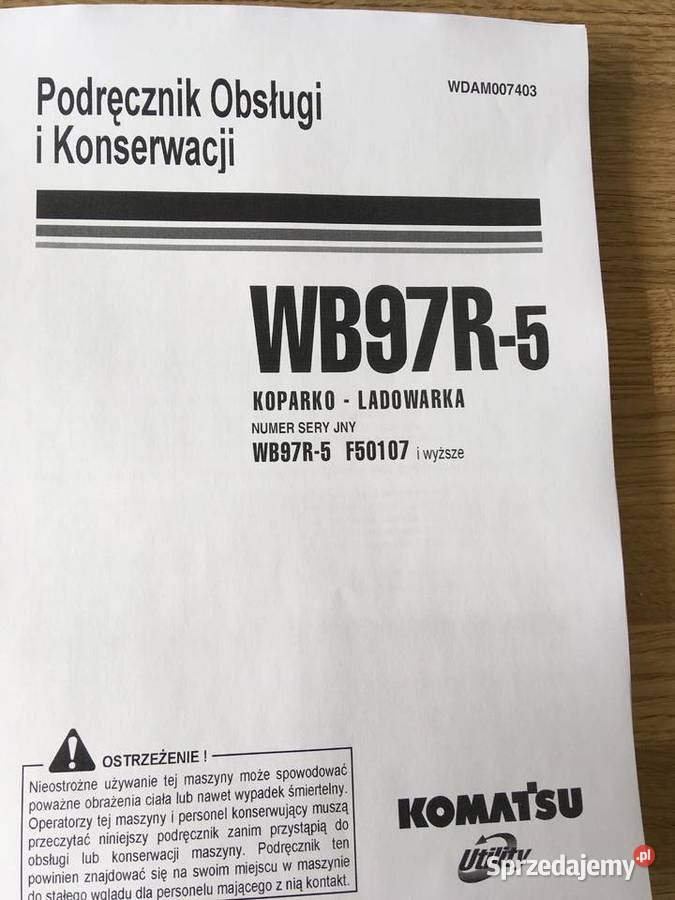 Podręcznik Obsługi
i Konserwacji
WDAM007403
WB97R-5
KOPARKO - LADOWARKA
NUMER SERY JNY
WB97R-5 F50107 i wyższe
OSTRZEŻENIE !
Nieostrożne używanie tej maszyny może spowodować
poważne obrażenia ciała lub nawet wypadek śmiertelny.
Operatorzy tej maszyny i personel konserwujący muszą
przeczytać niniejszy podręcznik zanim przystąpią do
obsługi lub konserwacji maszyny. Podręcznik ten
powinien znajdować się na swoim miejscu w maszynie
do stałego wglądu dla personelu mającego z nią kontakt.
KOMATSU
Utility
Sprzedajemy.pl